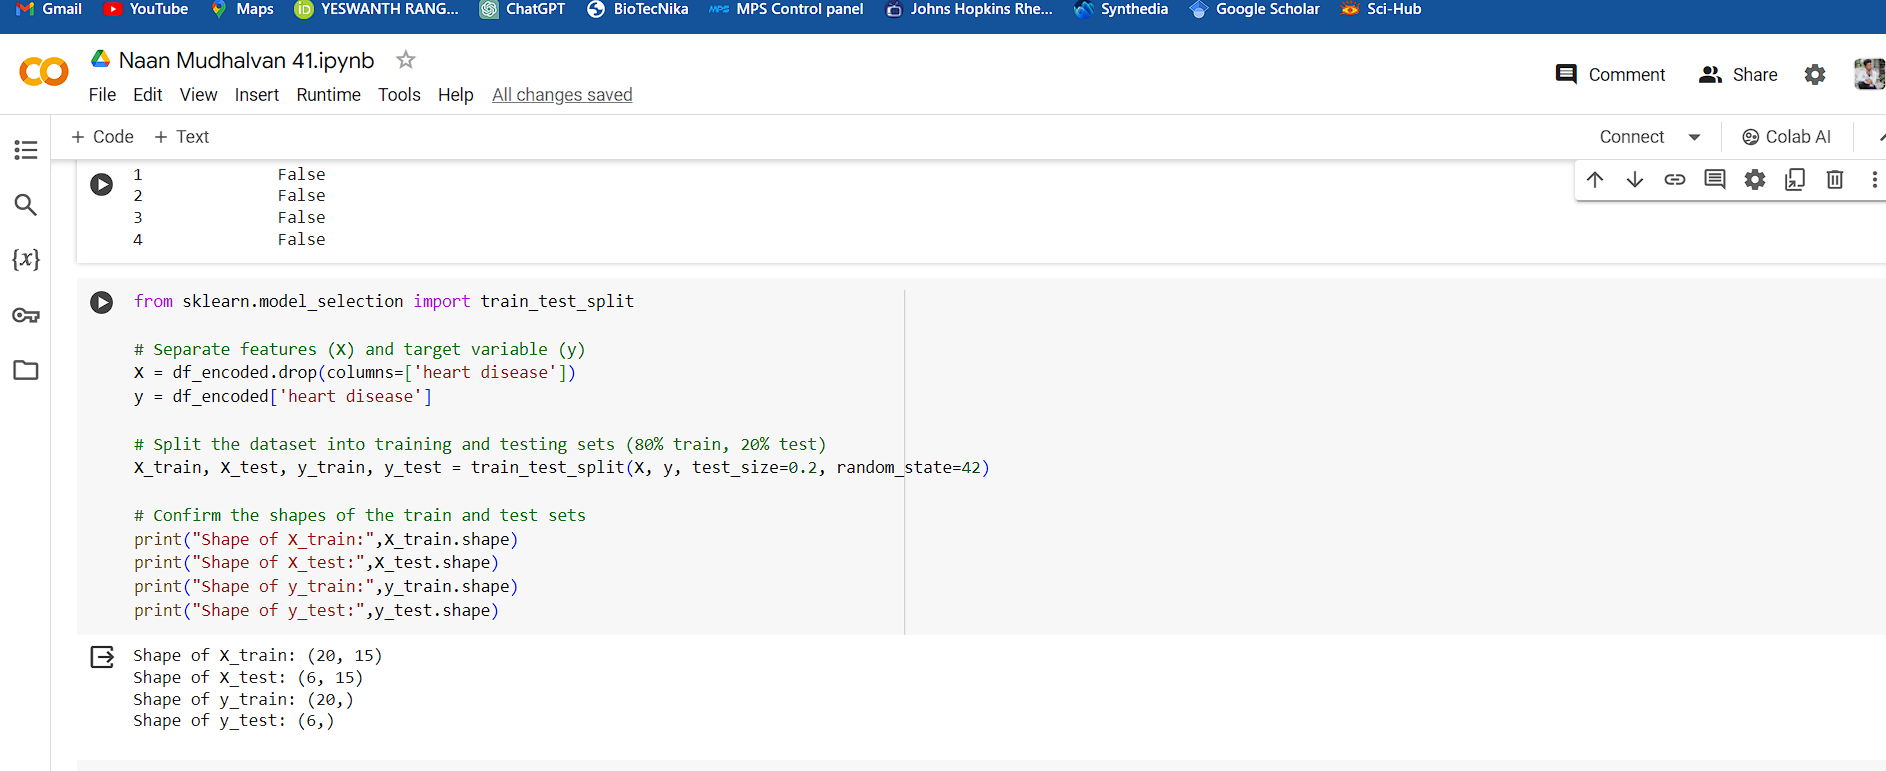 Gmail YouTube Maps YESWANTH RANG... ChatGPT BioTecNika MPS MPS Control panel Johns Hopkins Rhe... Synthedia Google Scholar Sci-Hub
Naan Mudhalvan 41.ipynb
Comment Share
File Edit View Insert Runtime Tools Help All changes saved
+ Code + Text Connect Colab AI
1 False
2 False
3 False
4 False
{x}
from sklearn.model_selection import train_test_split
# Separate features (X) and target variable (y)
X = df_encoded.drop(columns=['heart disease'])
y = df_encoded['heart disease']
# Split the dataset into training and testing sets (80% train, 20% test)
X_train, X_test, y_train, y_test = train_test_split(X, y, test_size=0.2, random_state=42)
# Confirm the shapes of the train and test sets
print("Shape of X_train:",X_train.shape)
print("Shape of X_test:",X_test.shape)
print("Shape of y_train:",y_train.shape)
print("Shape of y_test:",y_test.shape)
Shape of X_train: (20, 15)
Shape of X_test: (6, 15)
Shape of y_train: (20,)
Shape of y_test: (6,)